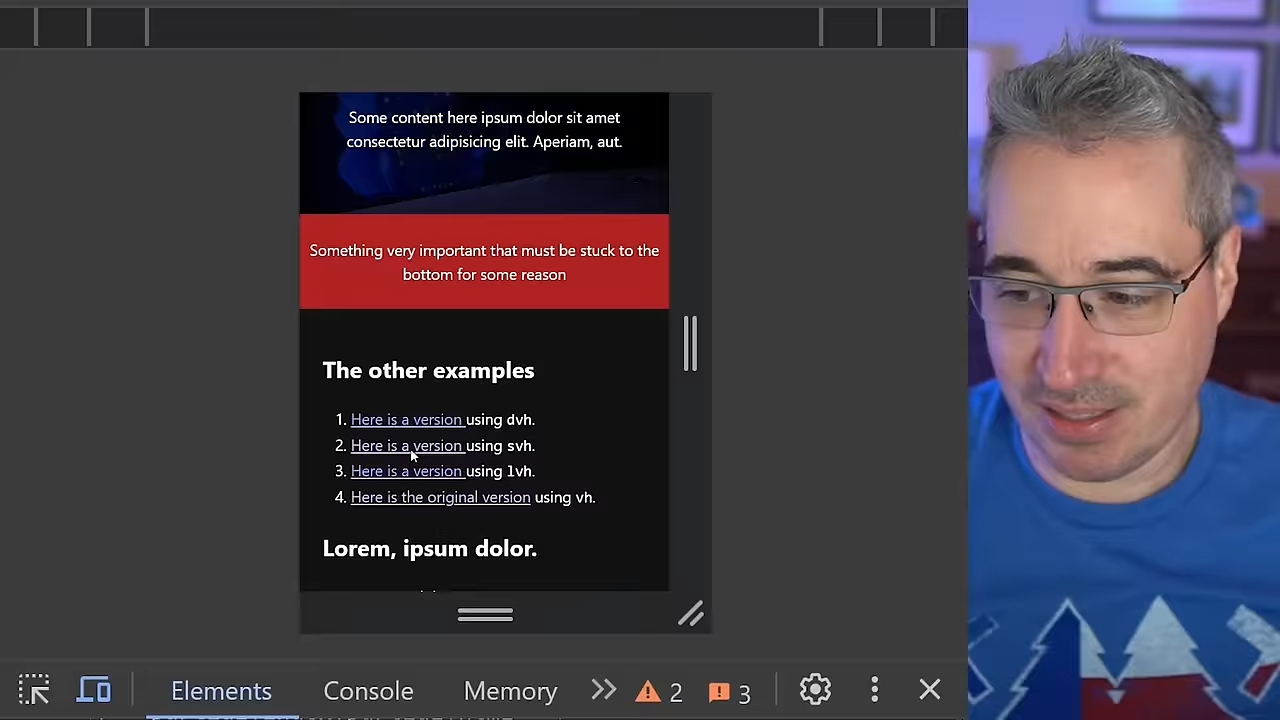 Some content here ipsum dolor sit amet
consectetur adipisicing elit. Aperiam, aut.
Something very important that must be stuck to the
bottom for some reason
The other examples
1. Here is a version using dvh.
2. Here is a version using svh.
3. Here is a version using lvh.
4. Here is the original version using vh.
Lorem, ipsum dolor.
Elements Console Memory 2 3